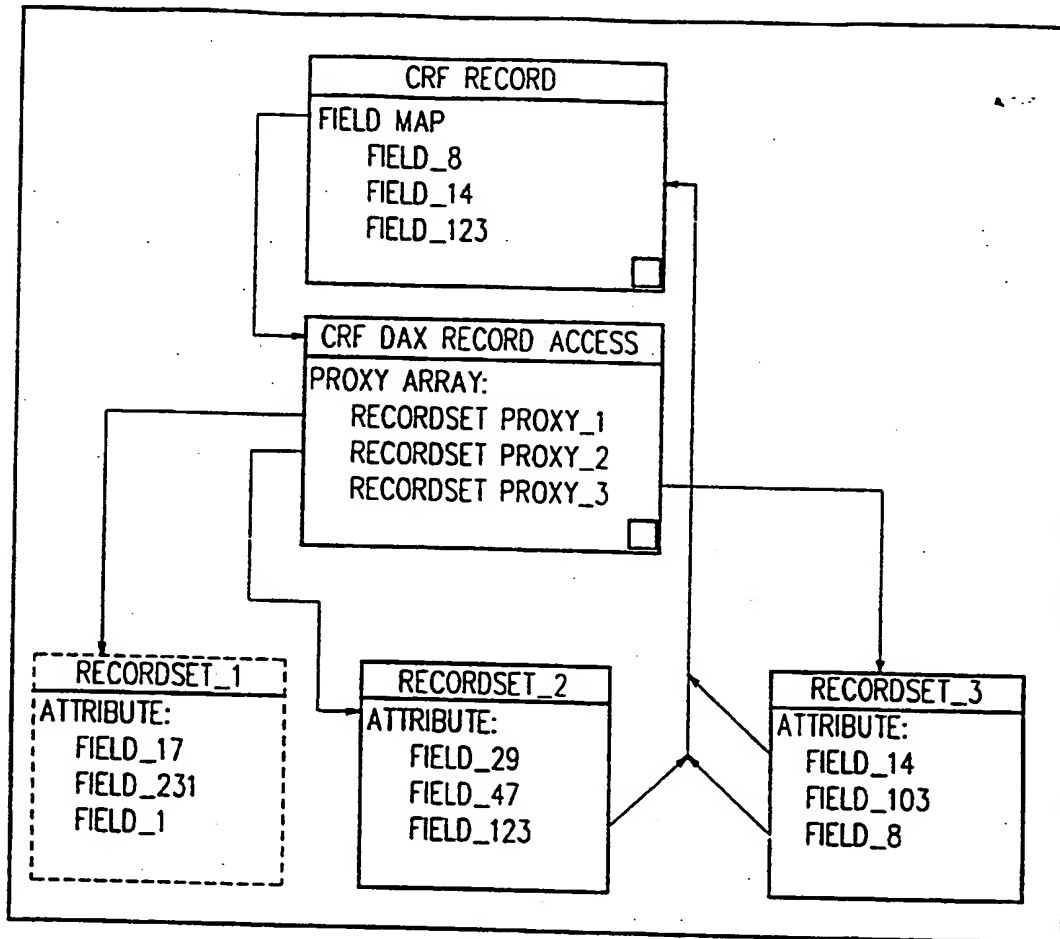 CRF RECORD
FIELD MAP
FIELD_8
FIELD_14
FIELD_123
CRF DAX RECORD ACCESS
PROXY ARRAY:
RECORDSET PROXY_1
RECORDSET PROXY_2
RECORDSET PROXY_3
RECORDSET_1
ATTRIBUTE:
FIELD_17
FIELD_231
FIELD_1
RECORDSET_2
ATTRIBUTE:
FIELD_29
FIELD_47
FIELD_123
RECORDSET_3
ATTRIBUTE:
FIELD_14
FIELD_103
FIELD_8